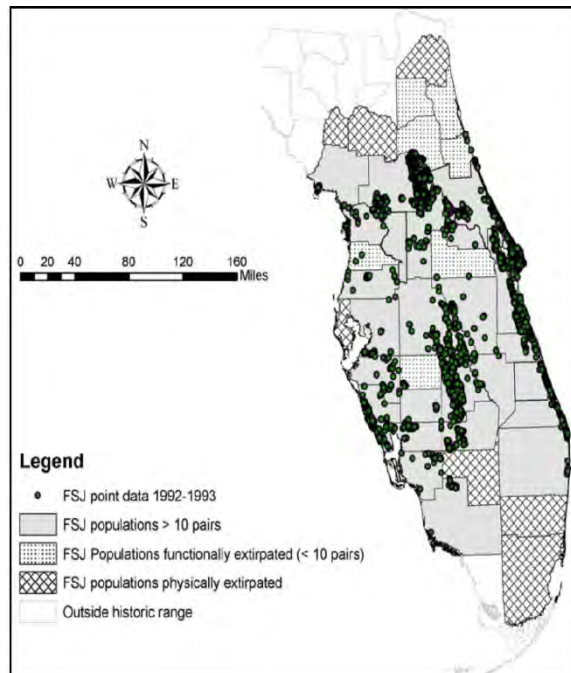 N
W E
S
0 20 40 80 120 160
Miles
Legend
FSJ point data 1992-1993
FSJ populations > 10 pairs
FSJ Populations functionally extirpated (< 10 pairs)
FSJ populations physically extirpated
Outside historic range